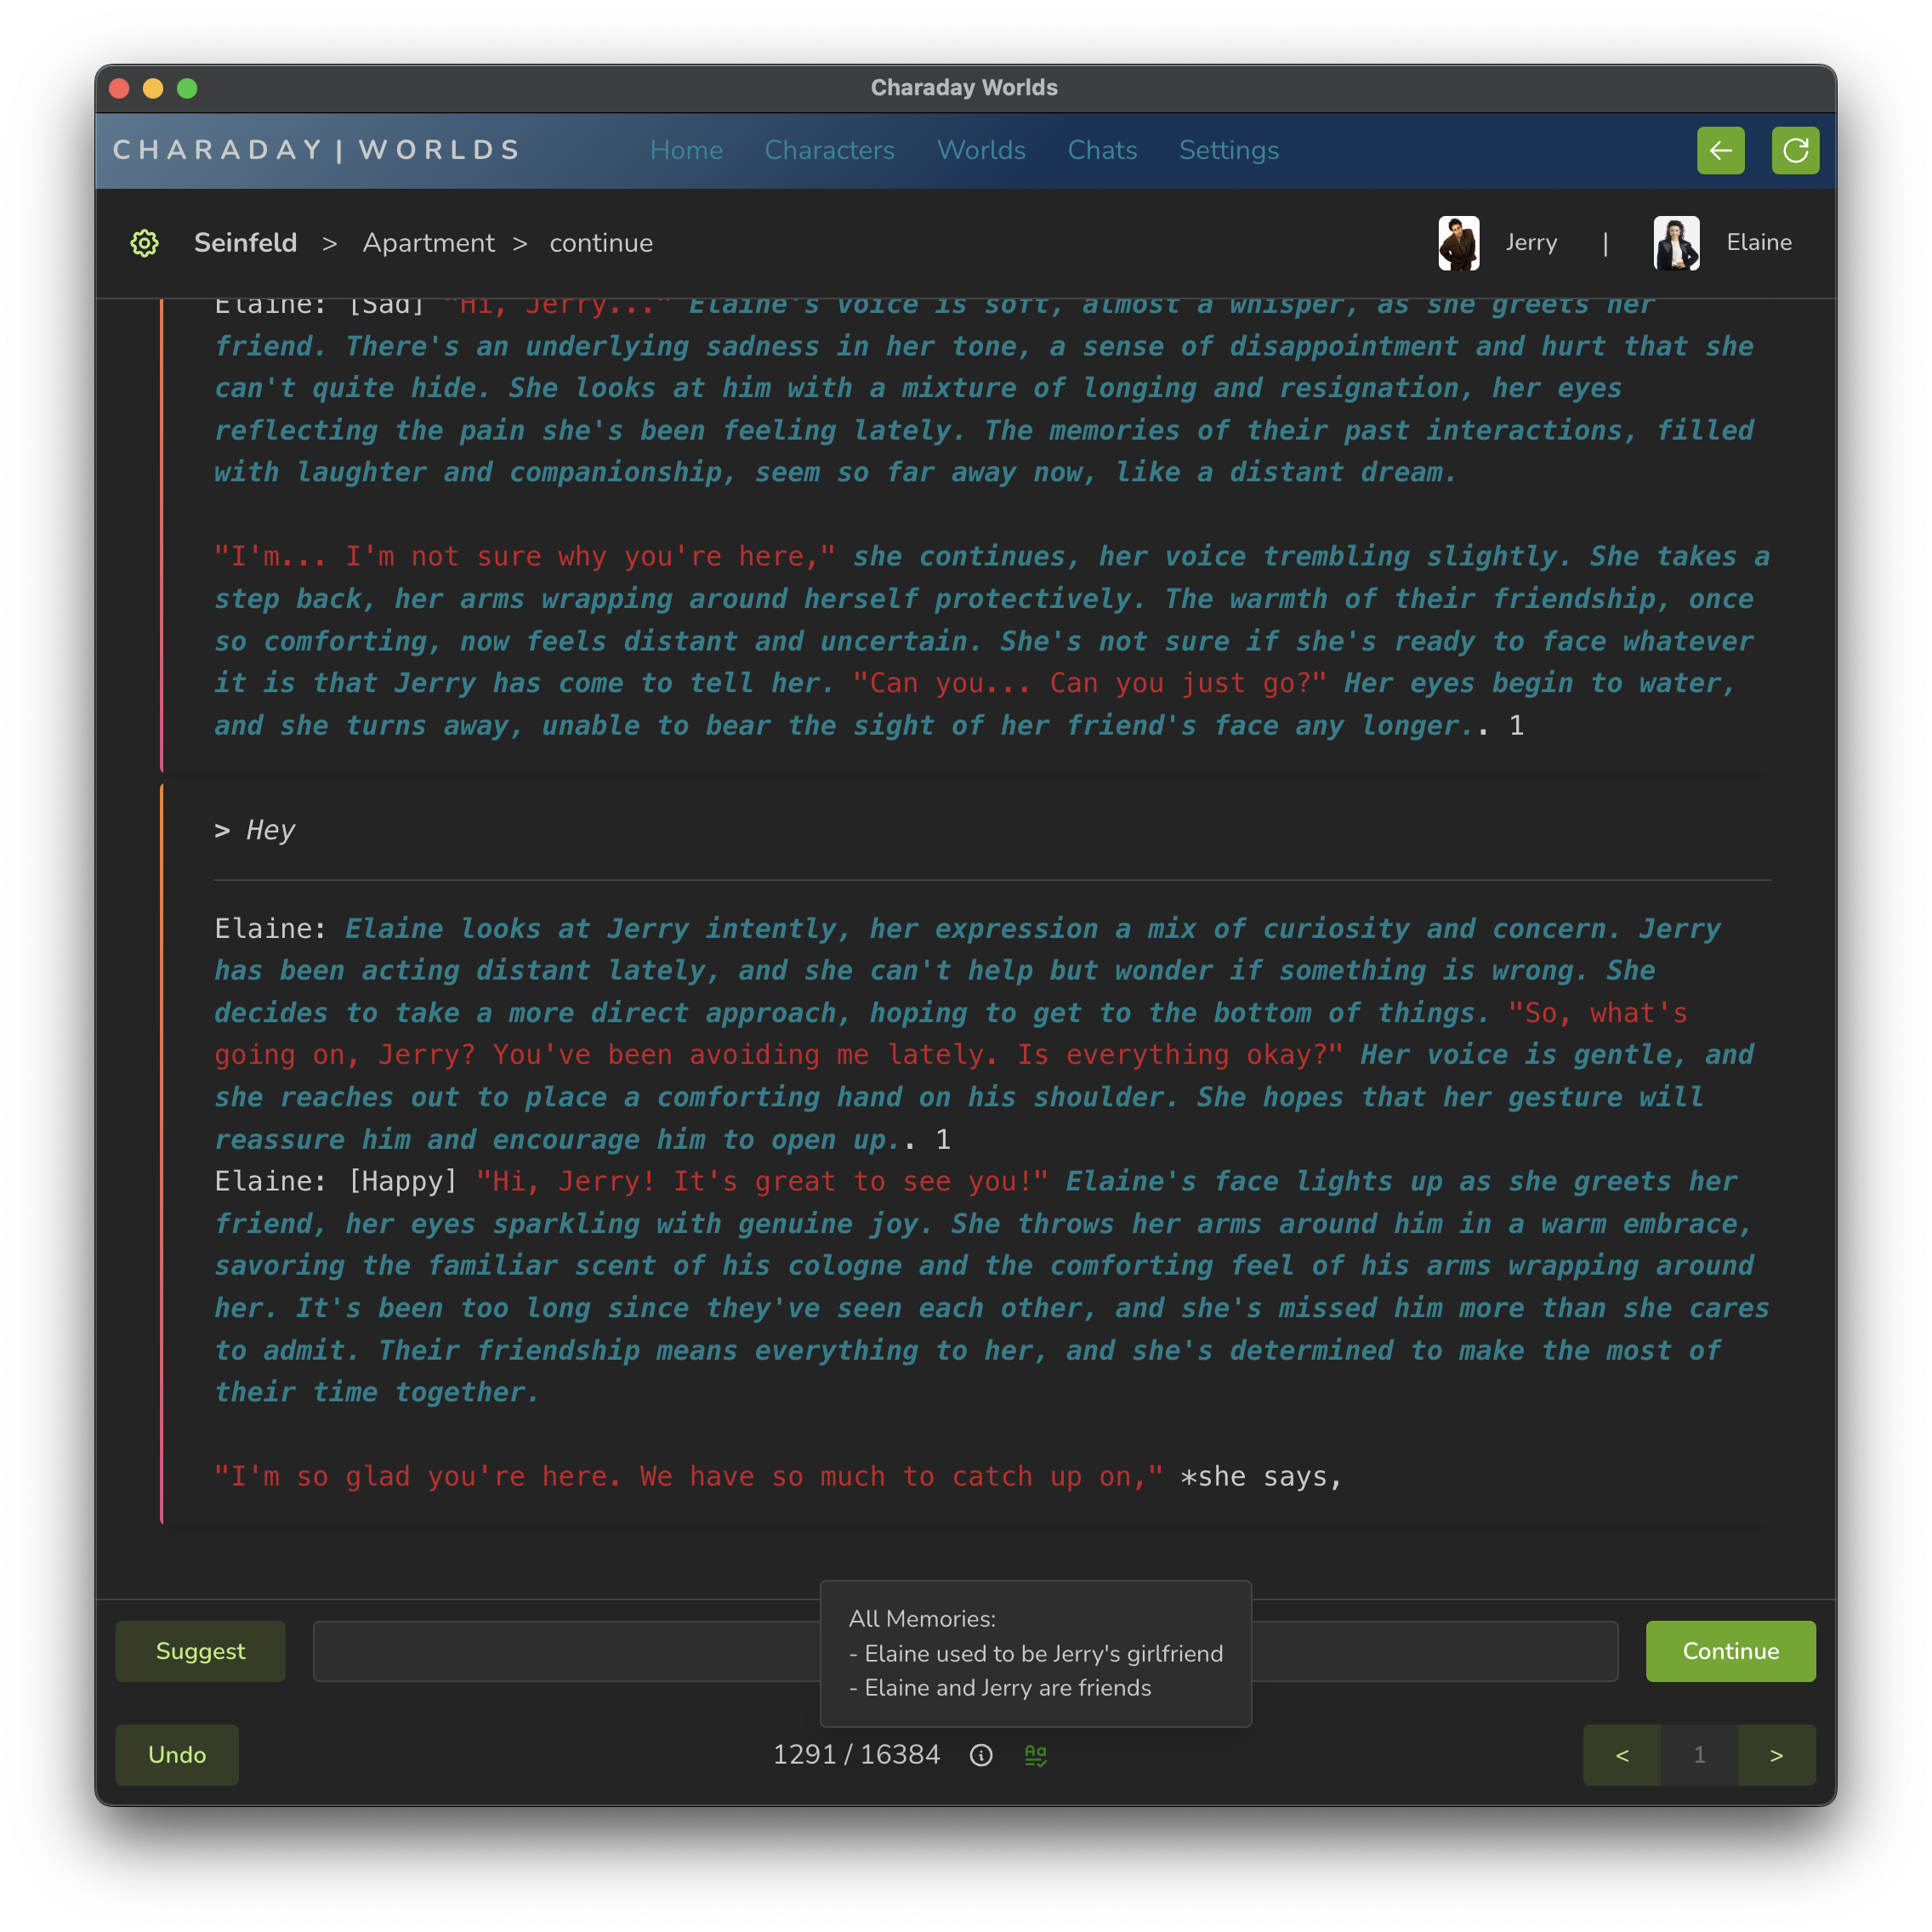 Charaday Worlds
CHARADAY | WORLDS
Home Characters Worlds Chats Settings
Seinfeld > Apartment > continue
Jerry | Elaine
Elaine: [Sad] "Hi, Jerry..." Elaine's voice is soft, almost a whisper, as she greets her
friend. There's an underlying sadness in her tone, a sense of disappointment and hurt that she
can't quite hide. She looks at him with a mixture of longing and resignation, her eyes
reflecting the pain she's been feeling lately. The memories of their past interactions, filled
with laughter and companionship, seem so far away now, like a distant dream.
"I'm... I'm not sure why you're here," she continues, her voice trembling slightly. She takes a
step back, her arms wrapping around herself protectively. The warmth of their friendship, once
so comforting, now feels distant and uncertain. She's not sure if she's ready to face whatever
it is that Jerry has come to tell her. "Can you... Can you just go?" Her eyes begin to water,
and she turns away, unable to bear the sight of her friend's face any longer.. 1
> Hey
Elaine: Elaine looks at Jerry intently, her expression a mix of curiosity and concern. Jerry
has been acting distant lately, and she can't help but wonder if something is wrong. She
decides to take a more direct approach, hoping to get to the bottom of things. "So, what's
going on, Jerry? You've been avoiding me lately. Is everything okay?" Her voice is gentle, and
she reaches out to place a comforting hand on his shoulder. She hopes that her gesture will
reassure him and encourage him to open up.. 1
Elaine: [Happy] "Hi, Jerry! It's great to see you!" Elaine's face lights up as she greets her
friend, her eyes sparkling with genuine joy. She throws her arms around him in a warm embrace,
savoring the familiar scent of his cologne and the comforting feel of his arms wrapping around
her. It's been too long since they've seen each other, and she's missed him more than she cares
to admit. Their friendship means everything to her, and she's determined to make the most of
their time together.
"I'm so glad you're here. We have so much to catch up on," *she says,
All Memories:
- Elaine used to be Jerry's girlfriend
- Elaine and Jerry are friends
Suggest
Continue
Undo
1291 / 16384
Aa
< 1 >